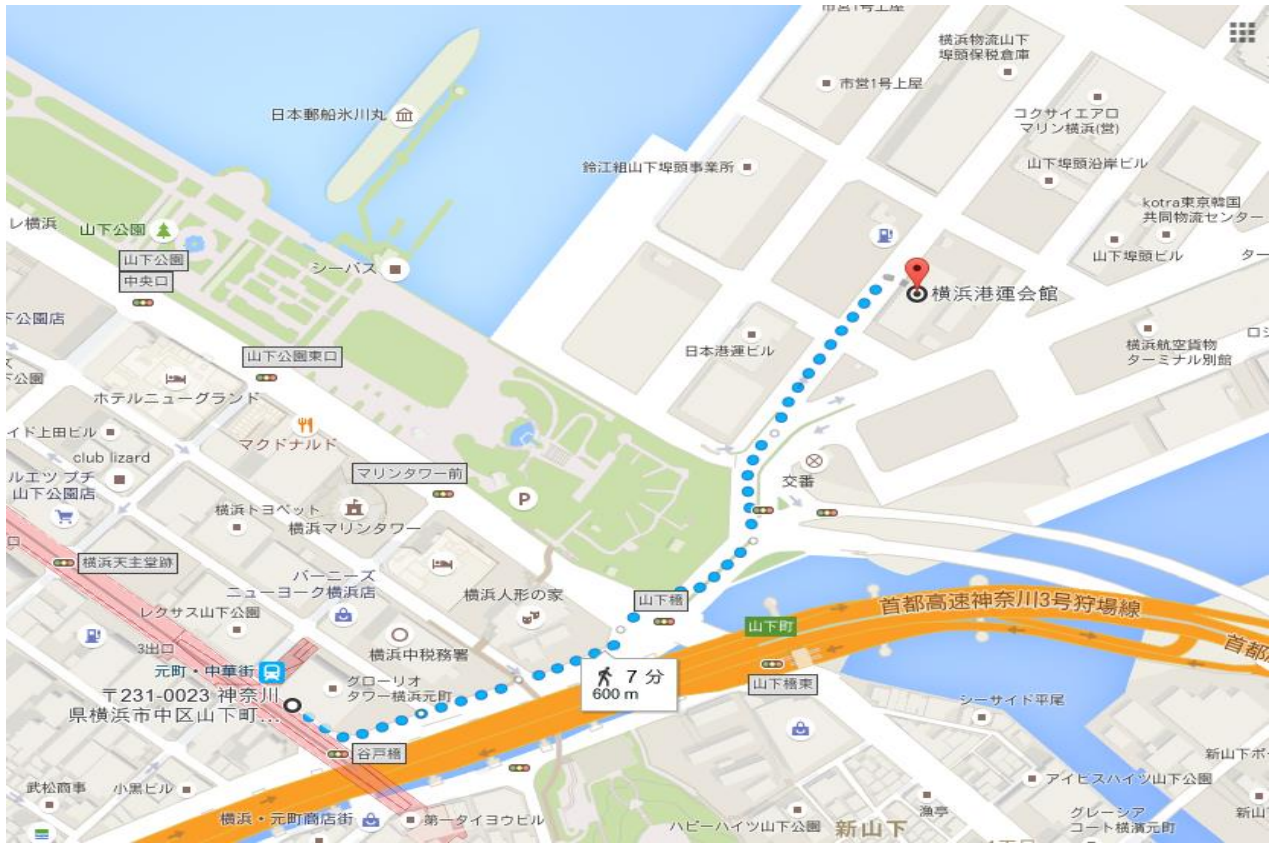 市営1号上屋
横浜物流山下
埠頭保税倉庫
市営1号上屋
コクサイエアロ
マリン横浜(営)
日本郵船氷川丸
鈴江組山下埠頭事業所
山下埠頭沿岸ビル
kotra東京韓国
共同物流センター
レ横浜
山下公園
山下埠頭ビル
ター
山下公園
中央口
シーバス
横浜港運会館
下公園店
日本港運ビル
横浜航空貨物
ターミナル別館
ロジ
山下公園東口
下公園
ホテルニューグランド
イド上田ビル
マクドナルド
club lizard
ルエツ プチ
山下公園店
マリンタワー前
P
交番
横浜トヨペット
横浜マリンタワー
横浜天主堂跡
バーニーズ
ニューヨーク横浜店
横浜人形の家
山下橋
首都高速神奈川3号狩場線
レクサス山下公園
山下町
首都
3出口
横浜中税務署
元町・中華街
7 分
600 m
グローリオ
タワー横浜元町
山下橋東
〒231-0023 神奈川
県横浜市中区山下町...
シーサイド平尾
谷戸橋
新山下ポー
武松商事
小黒ビル
アイビスハイツ山下公園
横浜・元町商店街
第一タイヨウビル
ハピーハイツ山下公園
新山下
漁亭
グレーシア
コート横濱元町
新山